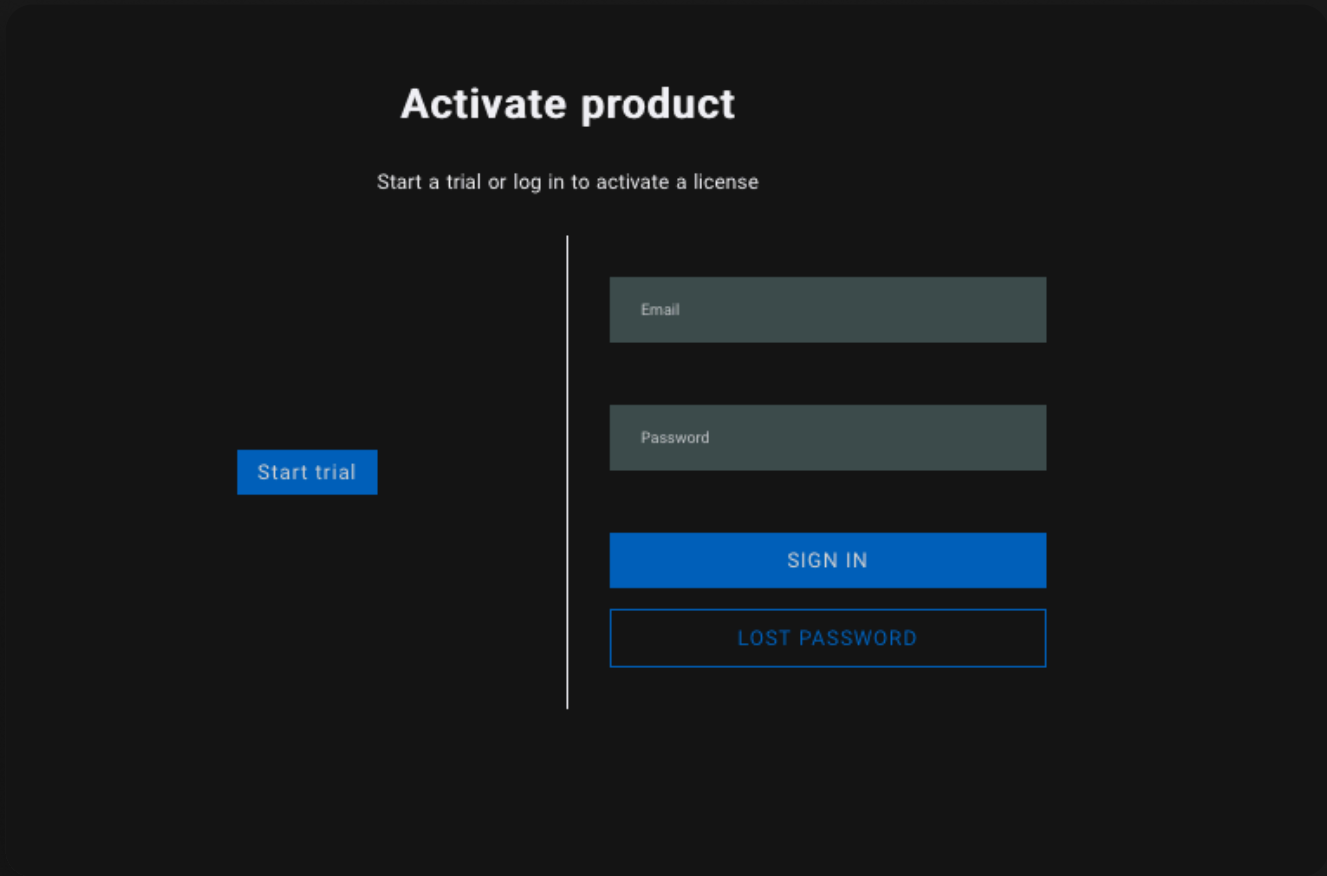 Activate product
Start a trial or log in to activate a license
Email
Password
Start trial
SIGN IN
LOST PASSWORD